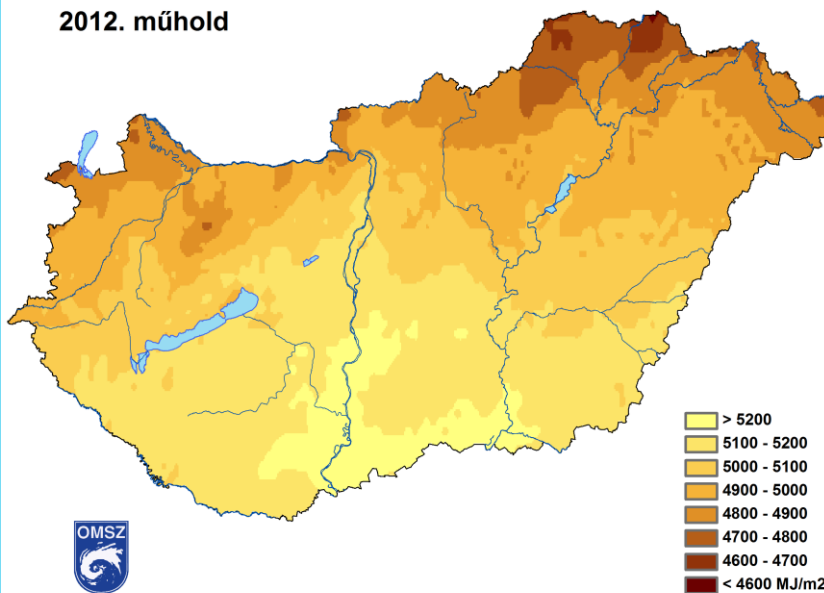 2012. műhold
> 5200
5100 - 5200
5000 - 5100
4900 - 5000
4800 - 4900
4700 - 4800
4600 - 4700
< 4600 MJ/m2
OMSZ